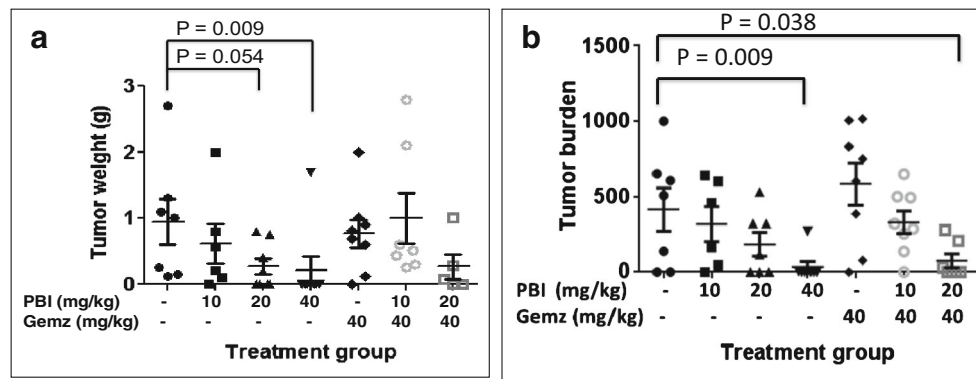 a
P = 0.009
P = 0.054
Tumor weight (g)
3
2
1
0
PBI (mg/kg) - 10 20 40 - 10 20
Gemz (mg/kg) - - - - 40 40 40
Treatment group
b
P = 0.038
P = 0.009
Tumor burden
1500
1000
500
0
PBI (mg/kg) - 10 20 40 - 10 20
Gemz (mg/kg) - - - - 40 40 40
Treatment group